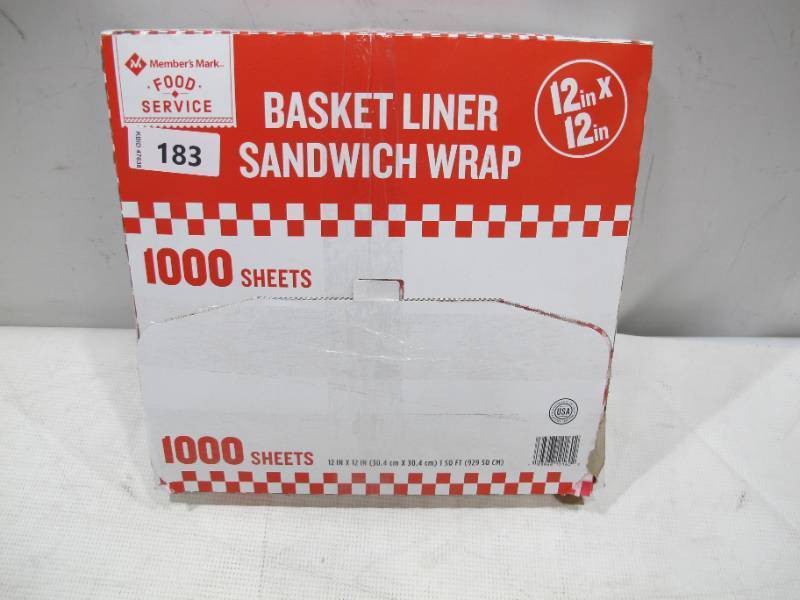 Member's Mark
FOOD
SERVICE
BASKET LINER
SANDWICH WRAP
12in X
12in
183
1000 SHEETS
USA
1000 SHEETS
12 IN X 12 IN (30.4 cm X 30.4 cm) 1 SQ FT (929 SQ CM)